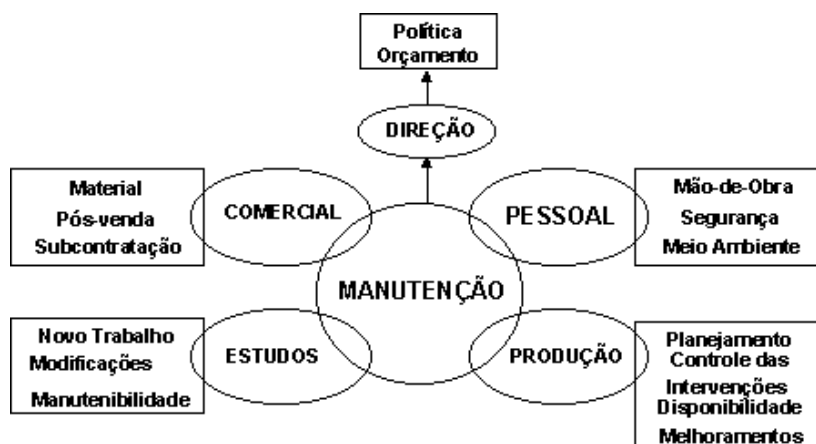 Política
Orçamento
DIREÇÃO
Material
Pós-venda
Subcontratação
COMERCIAL
PESSOAL
Mão-de-Obra
Segurança
Meio Ambiente
MANUTENÇÃO
Novo Trabalho
Modificações
Manutenibilidade
ESTUDOS
PRODUÇÃO
Planejamento
Controle das
Intervenções
Disponibilidade
Melhoramentos